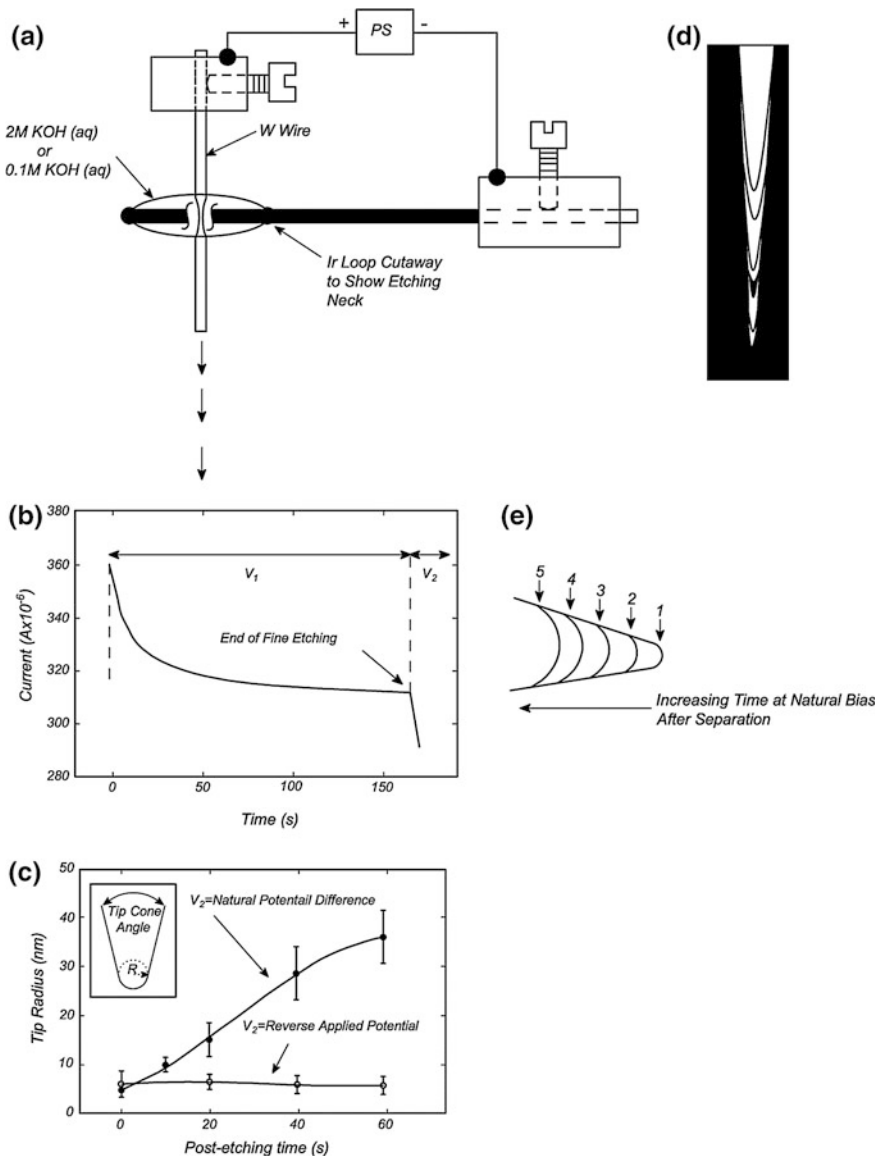 (a)
+ PS -
2M KOH (aq)
or
0.1M KOH (aq)
W Wire
Ir Loop Cutaway
to Show Etching
Neck
(d)
(b)
380
360
340
320
300
280
Current (Ax10⁻⁶)
V₁
V₂
End of Fine Etching
0 50 100 150
Time (s)
(e)
5 4 3 2 1
Increasing Time at Natural Bias
After Separation
(c)
50
40
30
20
10
0
Tip Radius (nm)
Tip Cone
Angle
R
V₂=Natural Potentail Difference
V₂=Reverse Applied Potential
0 20 40 60
Post-etching time (s)